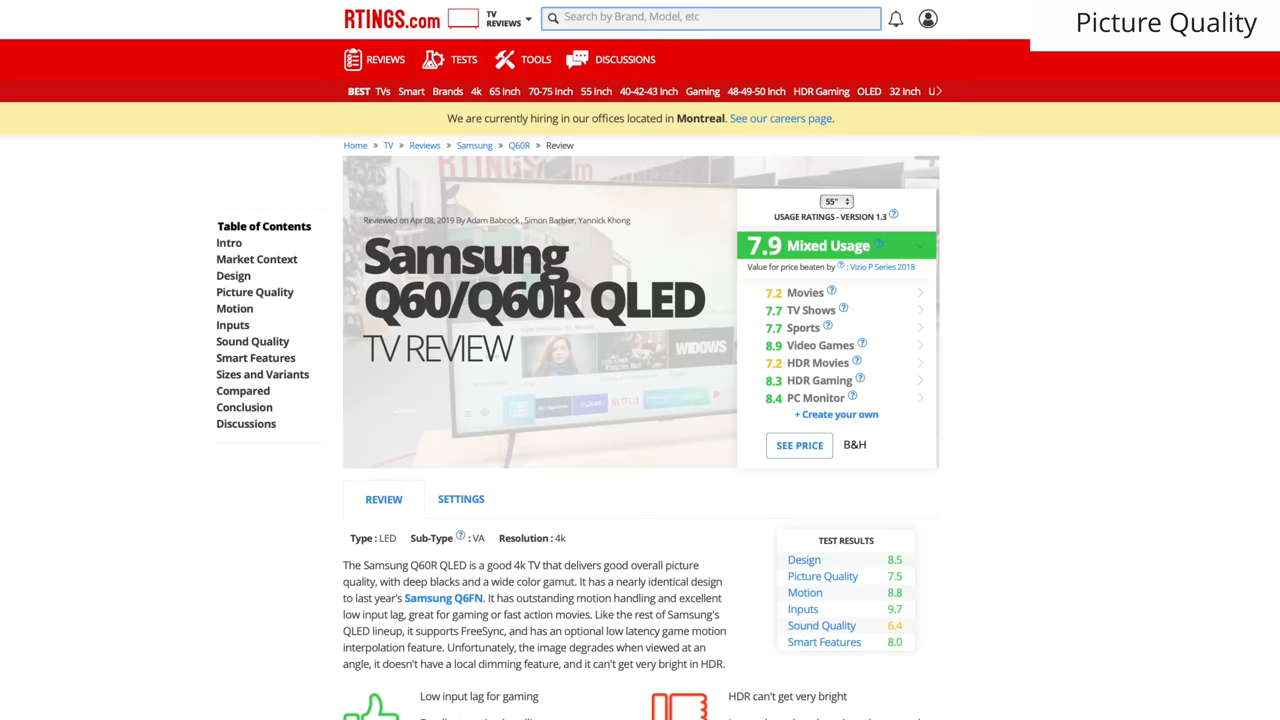 RTINGS.com
TV
REVIEWS
Search by Brand, Model, etc
Picture Quality
REVIEWS TESTS TOOLS DISCUSSIONS
BEST TVs Smart Brands 4k 65 Inch 70-75 Inch 55 Inch 40-42-43 Inch Gaming 48-49-50 Inch HDR Gaming OLED 32 Inch U
We are currently hiring in our offices located in Montreal. See our careers page.
Home » TV » Reviews » Samsung » Q60R » Review
Table of Contents
Intro
Market Context
Design
Picture Quality
Motion
Inputs
Sound Quality
Smart Features
Sizes and Variants
Compared
Conclusion
Discussions
Reviewed on Apr 08, 2019 By Adam Babcock, Simon Barbier, Yannick Khong
Samsung
Q60/Q60R QLED
TV REVIEW
WIDOWS
NETFLIX
55"
USAGE RATINGS - VERSION 1.3 ?
7.9 Mixed Usage ?
Value for price beaten by ? : Vizio P Series 2018
7.2 Movies ?
7.7 TV Shows ?
7.7 Sports ?
8.9 Video Games ?
7.2 HDR Movies ?
8.3 HDR Gaming ?
8.4 PC Monitor ?
+ Create your own
SEE PRICE B&H
REVIEW SETTINGS
Type : LED Sub-Type ? : VA Resolution : 4k
The Samsung Q60R QLED is a good 4k TV that delivers good overall picture
quality, with deep blacks and a wide color gamut. It has a nearly identical design
to last year's Samsung Q6FN. It has outstanding motion handling and excellent
low input lag, great for gaming or fast action movies. Like the rest of Samsung's
QLED lineup, it supports FreeSync, and has an optional low latency game motion
interpolation feature. Unfortunately, the image degrades when viewed at an
angle, it doesn't have a local dimming feature, and it can't get very bright in HDR.
TEST RESULTS
Design 8.5
Picture Quality 7.5
Motion 8.8
Inputs 9.7
Sound Quality 6.4
Smart Features 8.0
Low input lag for gaming
HDR can't get very bright